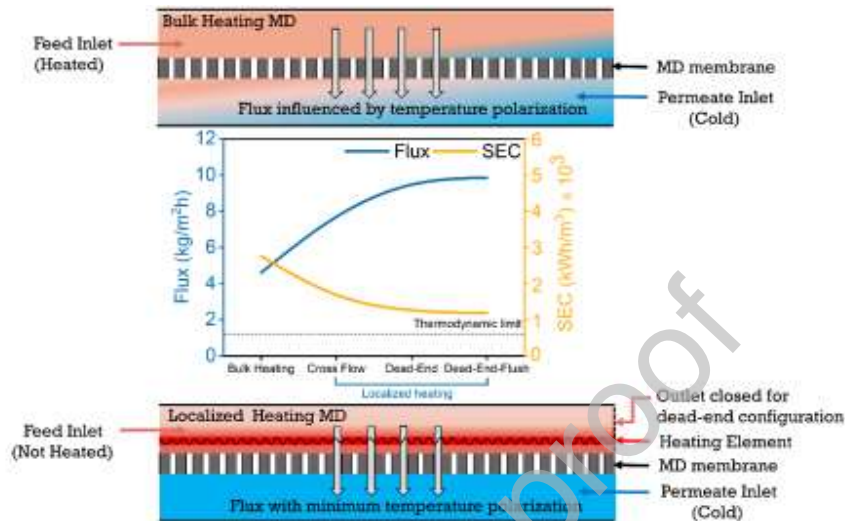 Bulk Heating MD
Feed Inlet
(Heated)
MD membrane
Permeate Inlet
(Cold)
Flux influenced by temperature polarization
12
10
8
6
4
2
0
Flux (kg/m²h)
Flux
SEC
6
5
4
3
2
1
0
SEC (kWh/m³) x 10³
Thermodynamic limit
Bulk Heating
Cross Flow
Dead-End
Dead-End-Flush
Localized heating
Localized Heating MD
Feed Inlet
(Not Heated)
Outlet closed for
dead-end configuration
Heating Element
MD membrane
Permeate Inlet
(Cold)
Flux with minimum temperature polarization
proof